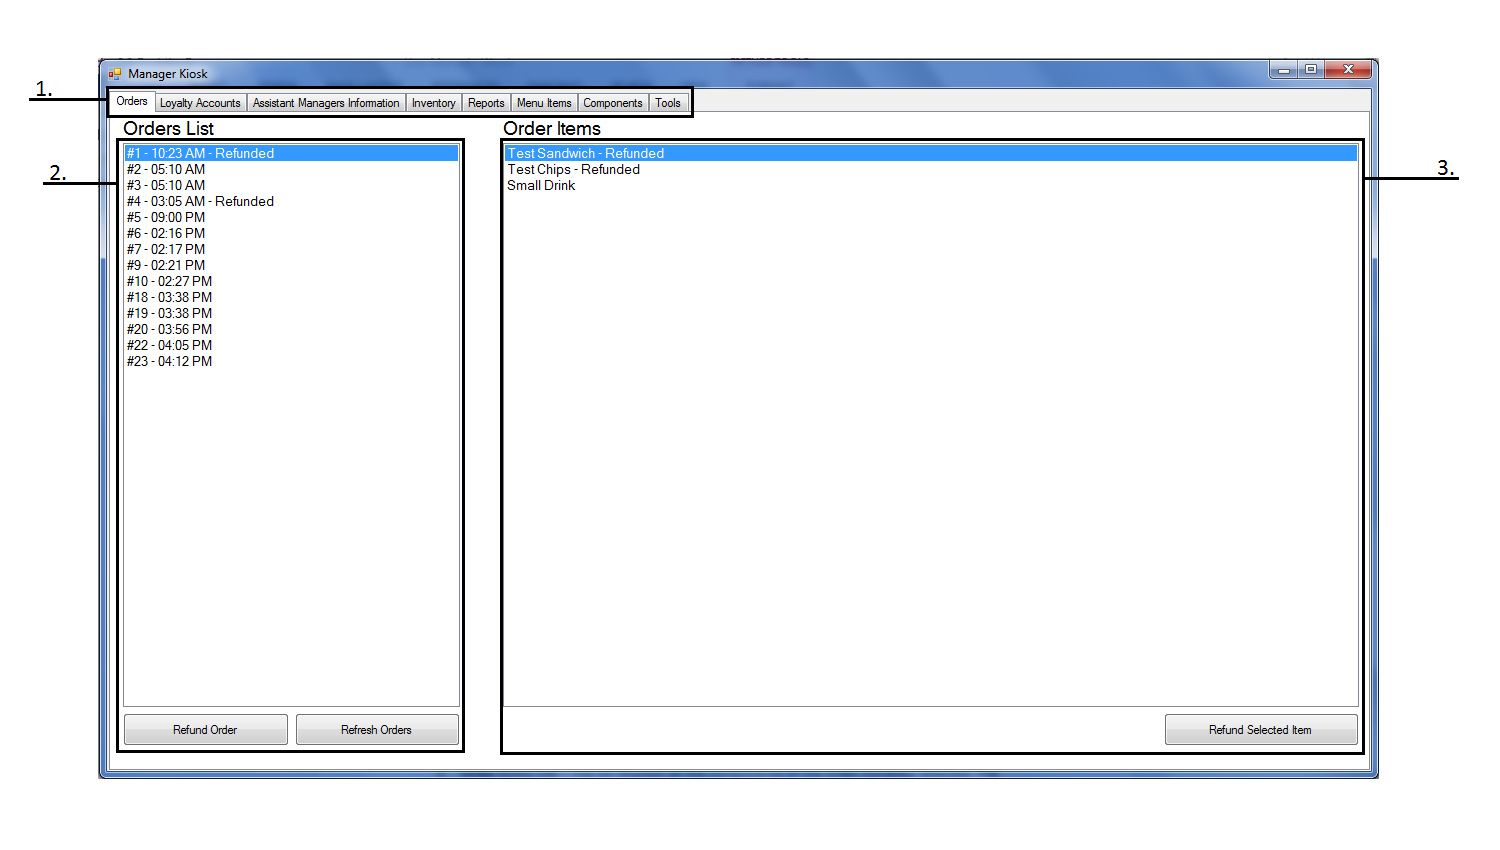 Manager Kiosk
1.
Orders Loyalty Accounts Assistant Managers Information Inventory Reports Menu Items Components Tools
Orders List
2.
#1 - 10:23 AM - Refunded
#2 - 05:10 AM
#3 - 05:10 AM
#4 - 03:05 AM - Refunded
#5 - 09:00 PM
#6 - 02:16 PM
#7 - 02:17 PM
#9 - 02:21 PM
#10 - 02:27 PM
#18 - 03:38 PM
#19 - 03:38 PM
#20 - 03:56 PM
#22 - 04:05 PM
#23 - 04:12 PM
Refund Order Refresh Orders
Order Items
3.
Test Sandwich - Refunded
Test Chips - Refunded
Small Drink
Refund Selected Item